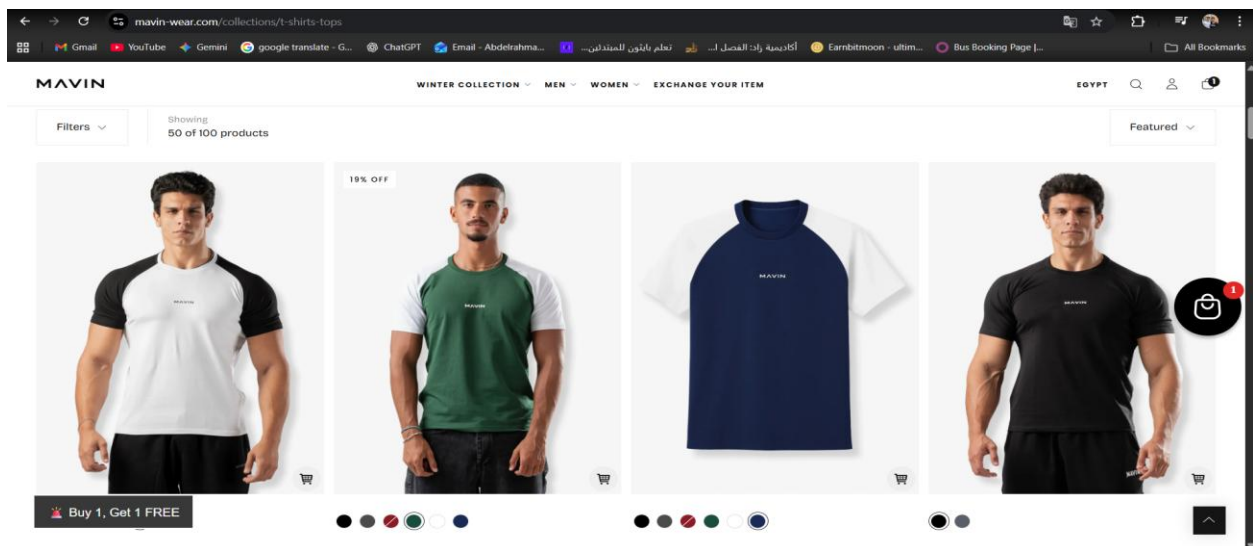 mavin-wear.com/collections/t-shirts-tops
Gmail YouTube Gemini google translate - G... ChatGPT Email - Abdelrahma... تعلم بايثون للمبتدئين... أكاديمية زاد: الفصل ا... Earnbitmoon - ultim... Bus Booking Page |... All Bookmarks
MAVIN WINTER COLLECTION MEN WOMEN EXCHANGE YOUR ITEM EGYPT 1
Filters
Showing
50 of 100 products
Featured
19% OFF
MAVIN
MAVIN
MAVIN
MAVIN
1
Buy 1, Get 1 FREE